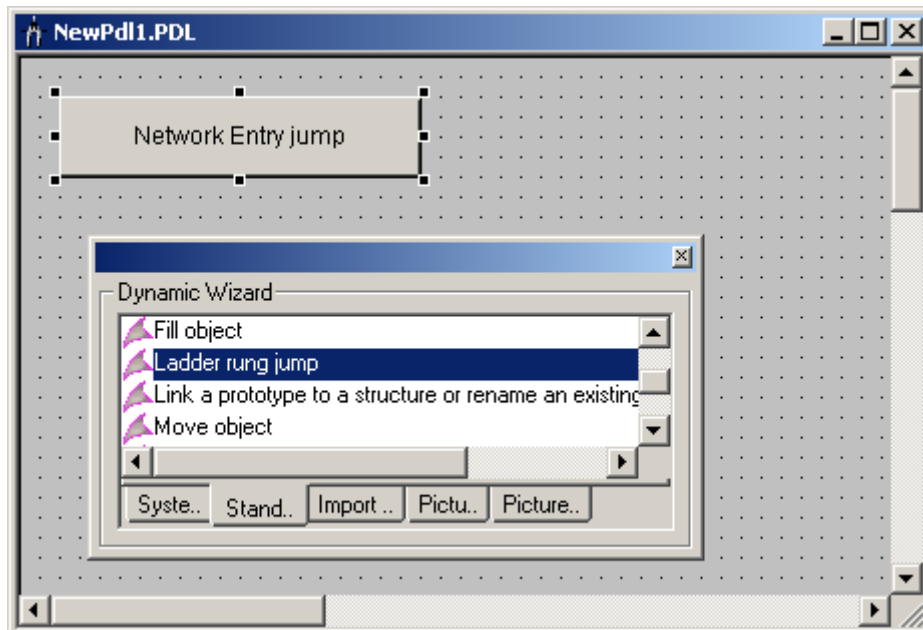 NewPdl1.PDL
Network Entry jump
Dynamic Wizard
Fill object
Ladder rung jump
Link a prototype to a structure or rename an existing
Move object
Syste.. Stand.. Import .. Pictu.. Picture..